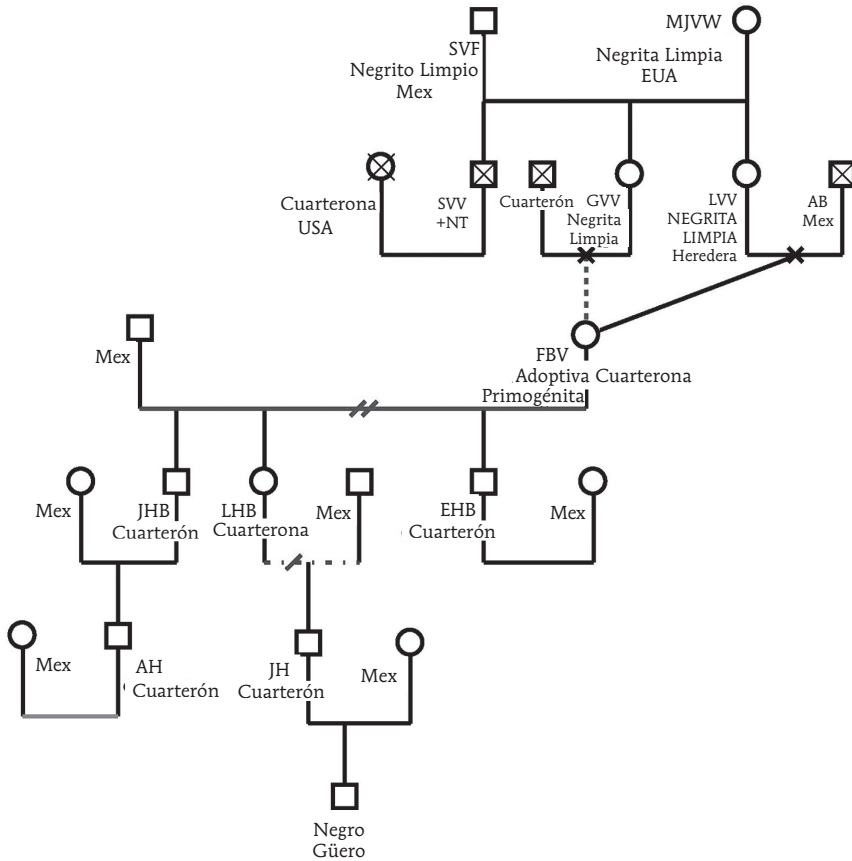 SVF
Negrito Limpio
Mex
MJVW
Negrita Limpia
EUA
Cuarterona
USA
SVV
+NT
Cuarterón
GVV
Negrita
Limpia
LVV
NEGRITA
LIMPIA
Heredera
AB
Mex
Mex
FBV
Adoptiva Cuarterona
Primogénita
Mex
JHB
Cuarterón
LHB
Cuarterona
Mex
EHB
Cuarterón
Mex
Mex
AH
Cuarterón
JH
Cuarterón
Mex
Negro
Güero